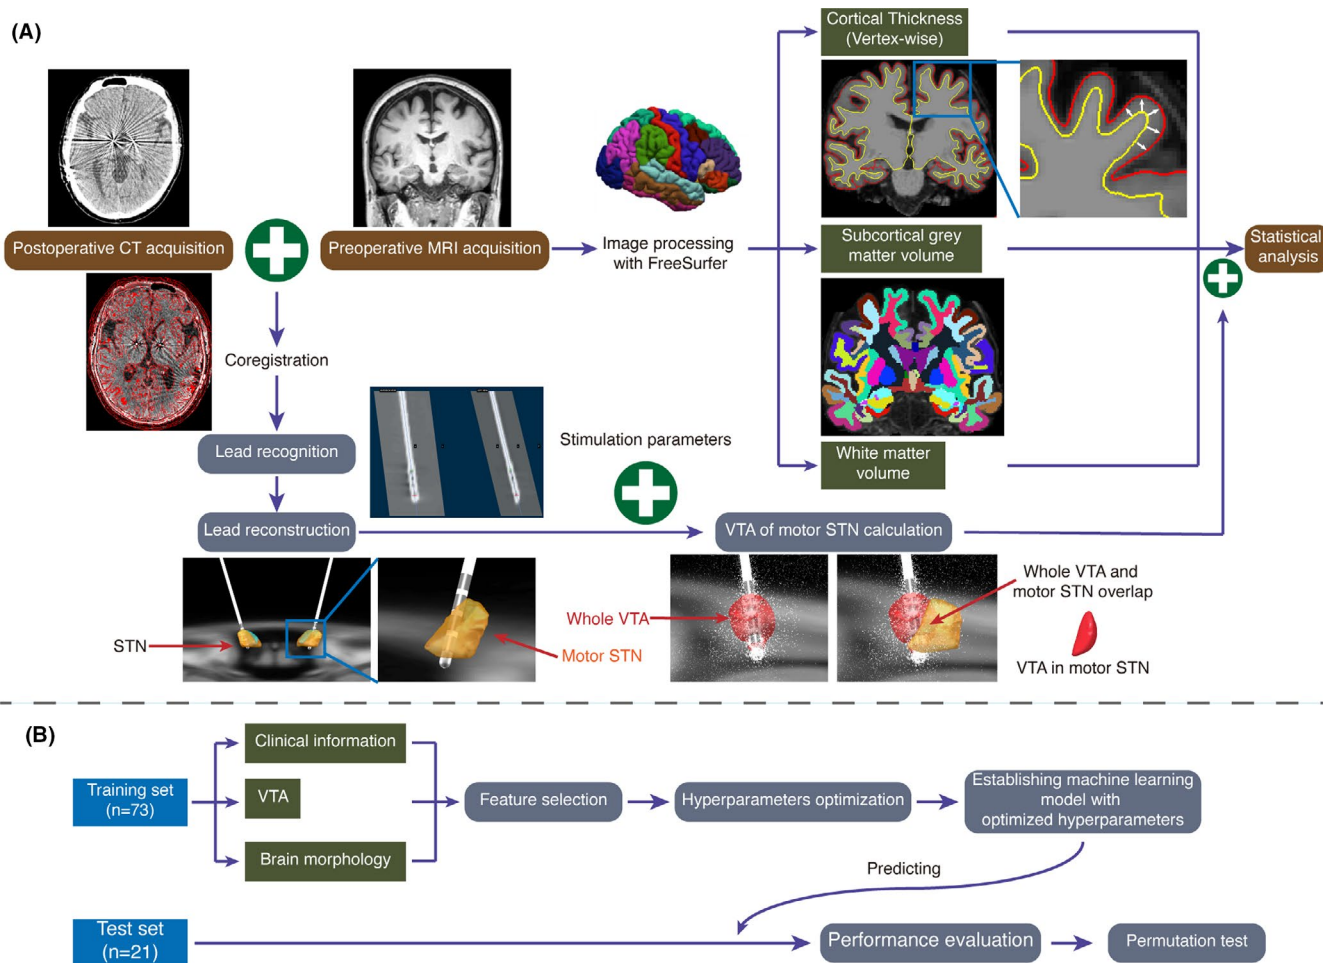 (A)
Cortical Thickness
(Vertex-wise)
Postoperative CT acquisition
Preoperative MRI acquisition
Image processing
with FreeSurfer
Subcortical grey
matter volume
Statistical
analysis
Coregistration
Lead recognition
Stimulation parameters
White matter
volume
Lead reconstruction
VTA of motor STN calculation
STN
Motor STN
Whole VTA
Whole VTA and
motor STN overlap
VTA in motor STN
(B)
Clinical information
Training set
(n=73)
VTA
Brain morphology
Feature selection
Hyperparameters optimization
Establishing machine learning
model with
optimized hyperparameters
Predicting
Test set
(n=21)
Performance evaluation
Permutation test